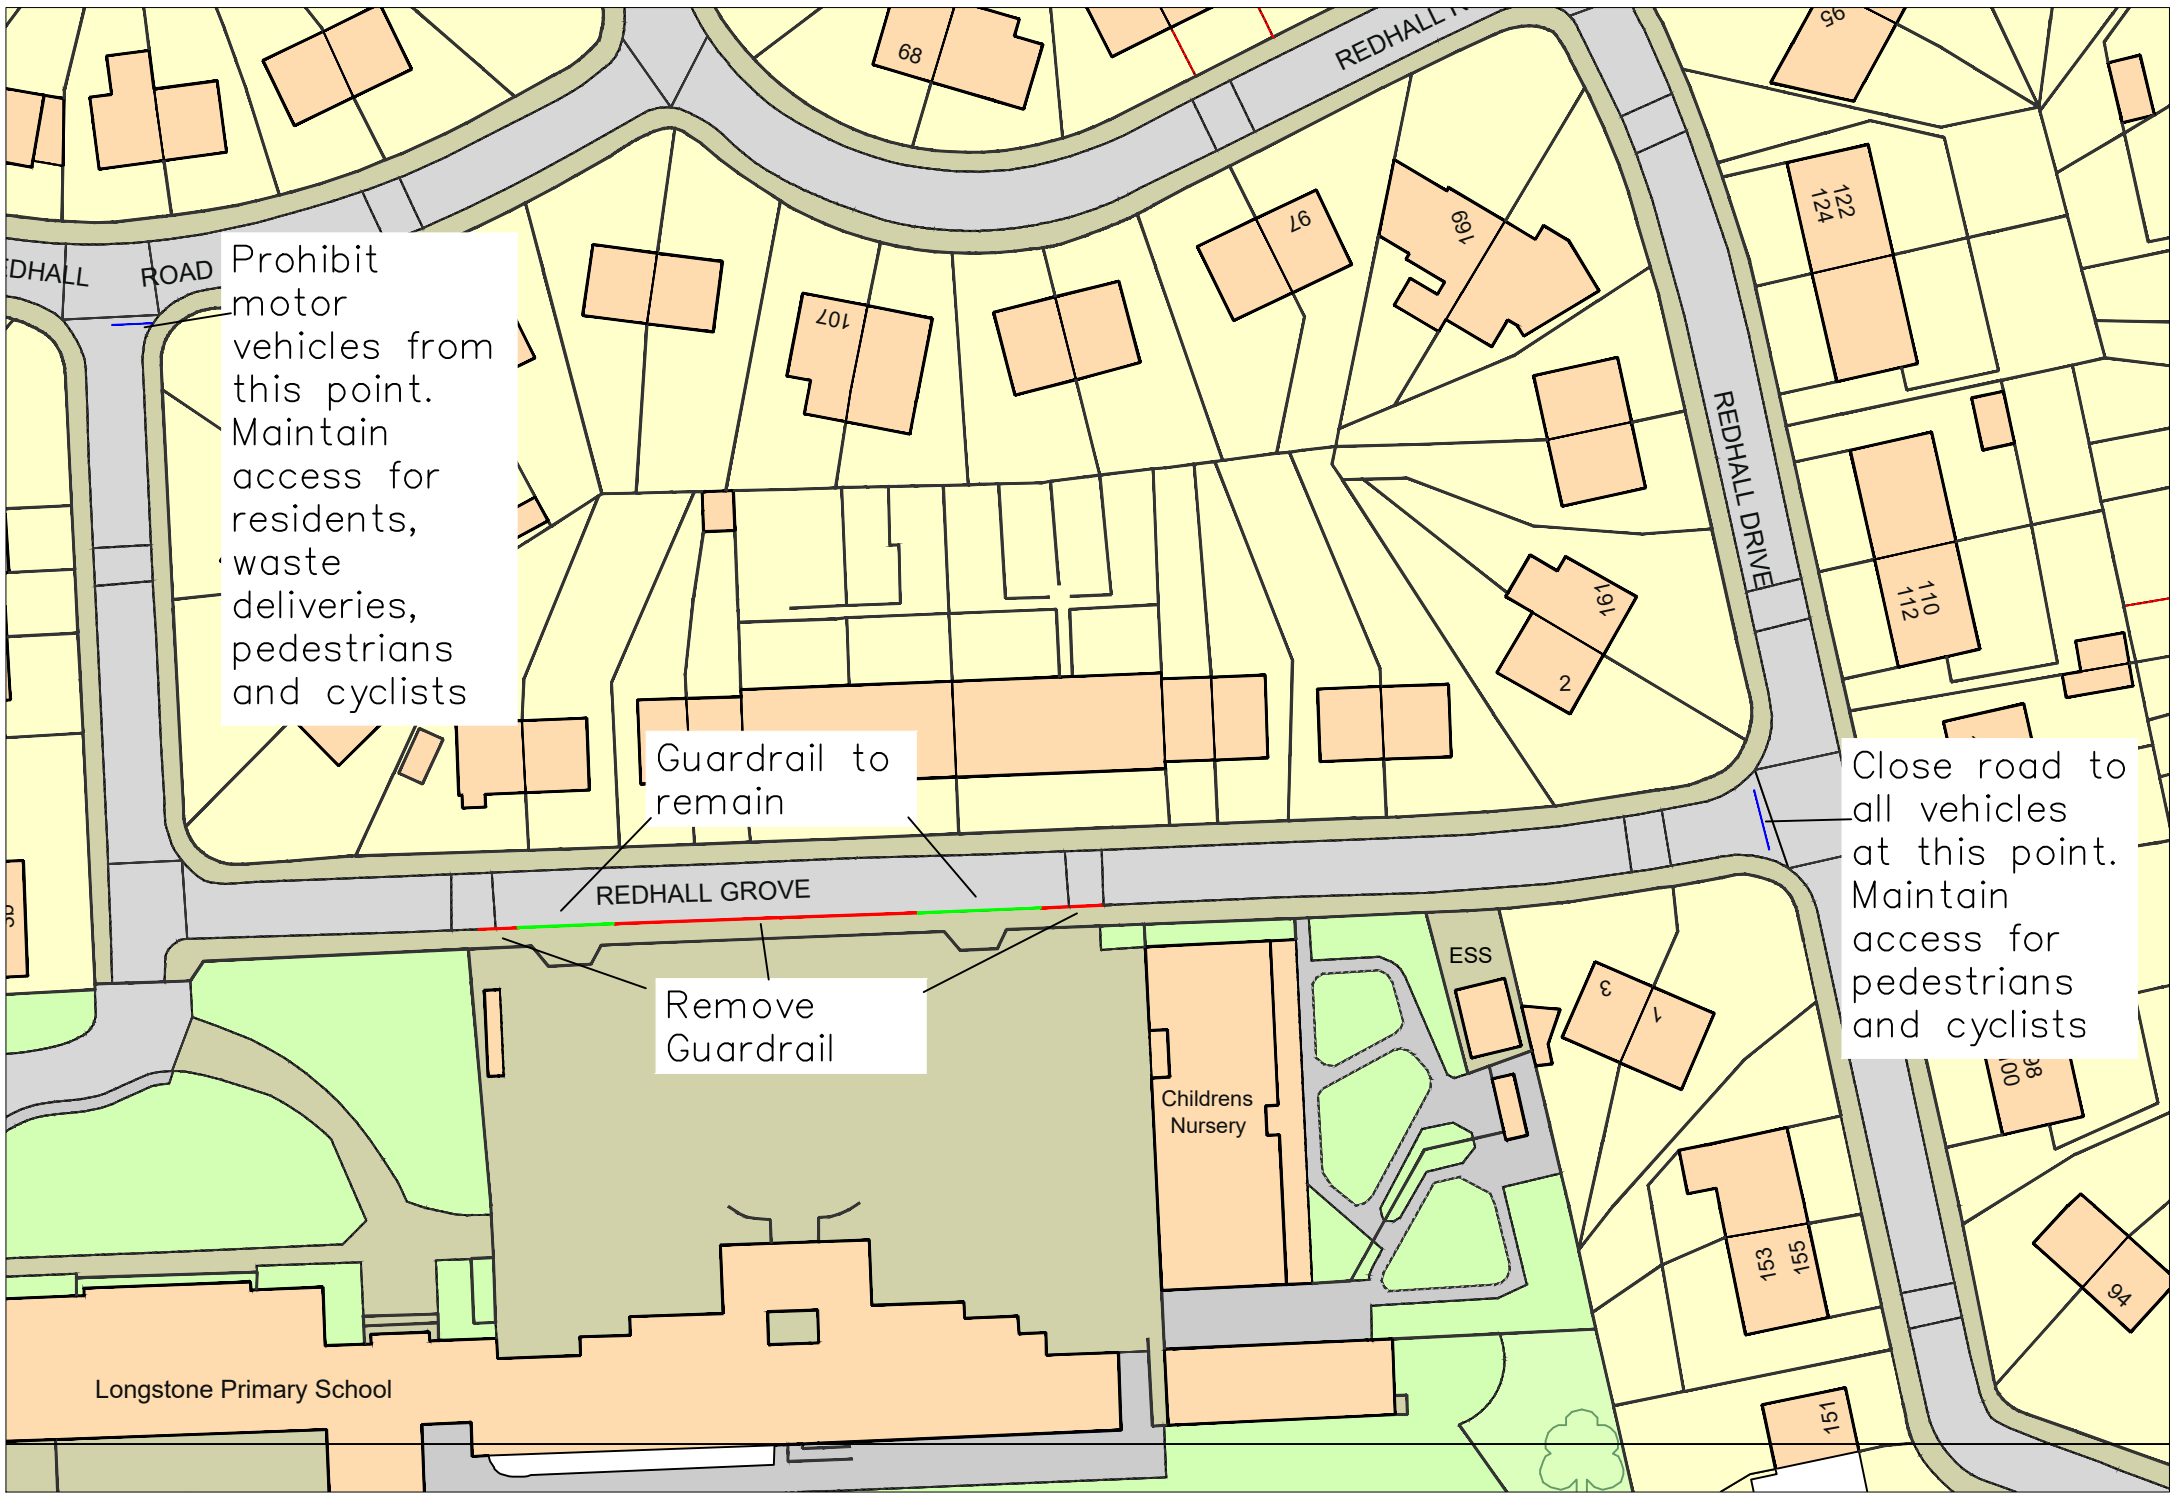 68
95
REDHALL
122
124
97
169
ROAD
Prohibit
motor
vehicles from
this point.
Maintain
access for
residents,
waste
deliveries,
pedestrians
and cyclists
107
REDHALL DRIVE
110
112
161
2
Guardrail to
remain
Close road to
all vehicles
at this point.
Maintain
access for
pedestrians
and cyclists
REDHALL GROVE
ESS
3
1
Remove
Guardrail
Childrens
Nursery
153
155
94
Longstone Primary School
151